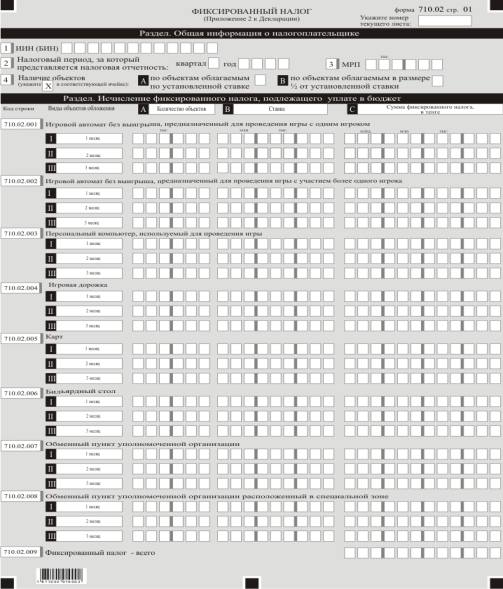 ФИКСИРОВАННЫЙ НАЛОГ
(Приложение 2 к Декларации)
форма 710.02 стр. 01
Укажите номер
текущего листа:
Раздел. Общая информация о налогоплательщике
1 ИИН (БИН)
2 Налоговый период, за который
представляется налоговая отчетность: квартал год
3 МРП
тыс.
4 Наличие объектов
(укажите X в соответствующей ячейке):
A по объектам облагаемым
по установленной ставке
B по объектам облагаемым в размере
½ от установленной ставки
Раздел. Исчисление фиксированного налога, подлежащего уплате в бюджет
Код строки Виды объектов обложения A Количество объектов B Ставка C Сумма фиксированного налога,
в тенге
710.02.001 Игровой автомат без выигрыша, предназначенный для проведения игры с одним игроком
тыс. млн. тыс. млрд. млн. тыс.
I 1 месяц
II 2 месяц
III 3 месяц
710.02.002 Игровой автомат без выигрыша, предназначенный для проведения игры с участием более одного игрока
I 1 месяц
II 2 месяц
III 3 месяц
710.02.003 Персональный компьютер, используемый для проведения игры
I 1 месяц
II 2 месяц
III 3 месяц
710.02.004 Игровая дорожка
I 1 месяц
II 2 месяц
III 3 месяц
710.02.005 Карт
I 1 месяц
II 2 месяц
III 3 месяц
710.02.006 Бильярдный стол
I 1 месяц
II 2 месяц
III 3 месяц
710.02.007 Обменный пункт уполномоченной организации
I 1 месяц
II 2 месяц
III 3 месяц
710.02.008 Обменный пункт уполномоченной организации расположенный в специальной зоне
I 1 месяц
II 2 месяц
III 3 месяц
710.02.009 Фиксированный налог - всего